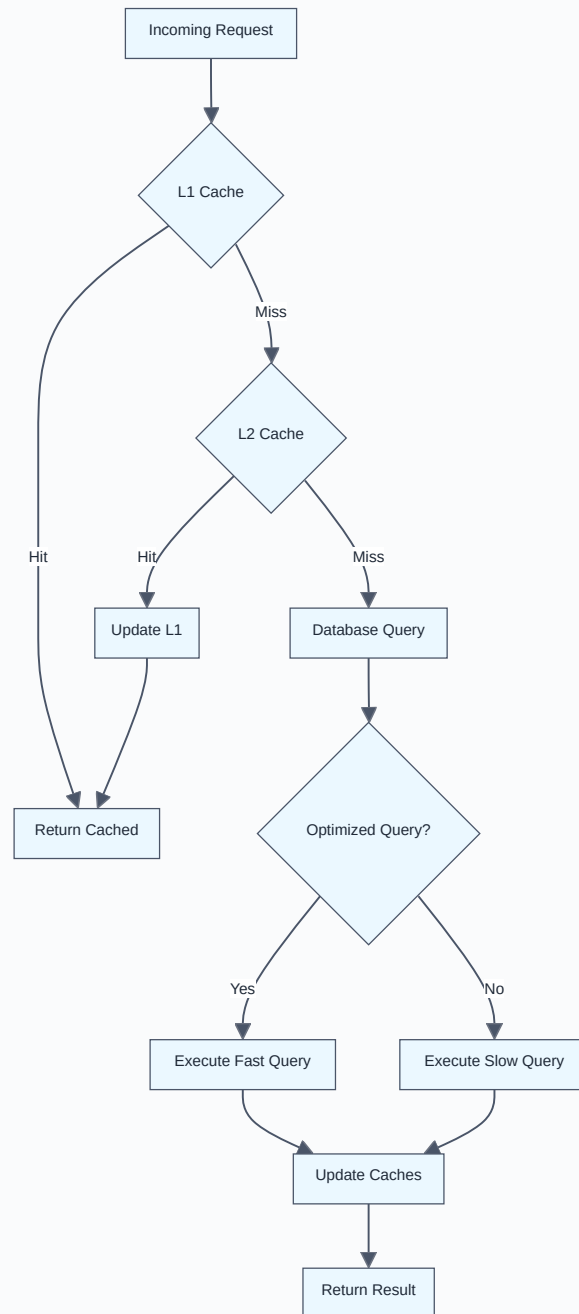 Incoming Request
L1 Cache
Miss
L2 Cache
Hit
Hit
Miss
Update L1
Database Query
Return Cached
Optimized Query?
Yes
No
Execute Fast Query
Execute Slow Query
Update Caches
Return Result